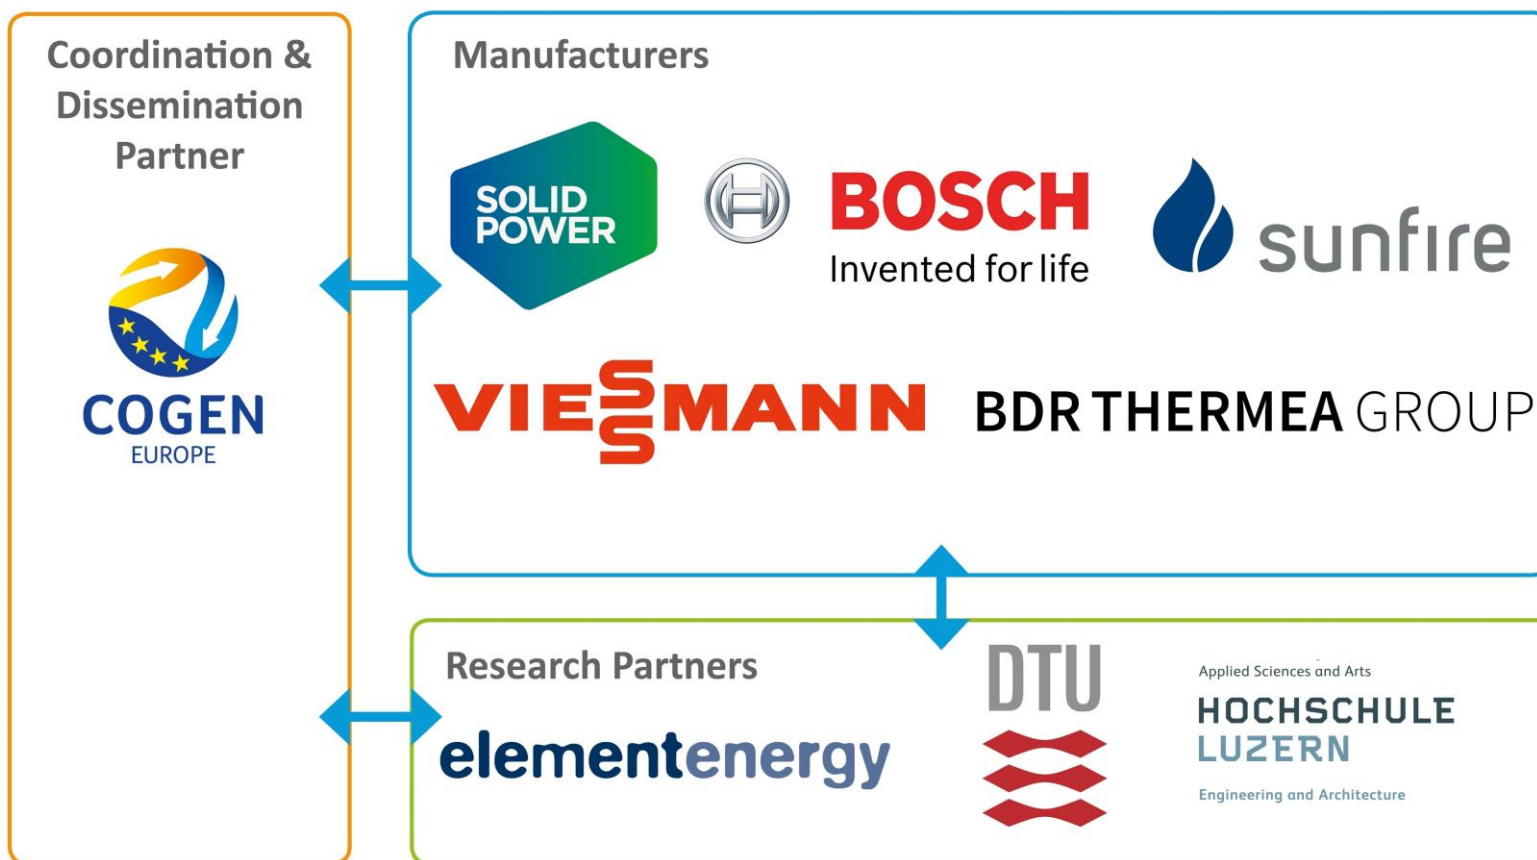 Coordination &
Dissemination
Partner
COGEN
EUROPE
Manufacturers
SOLID
POWER
BOSCH
Invented for life
sunfire
VIESSMANN
BDR THERMEA GROUP
Research Partners
elementenergy
DTU
Applied Sciences and Arts
HOCHSCHULE
LUZERN
Engineering and Architecture